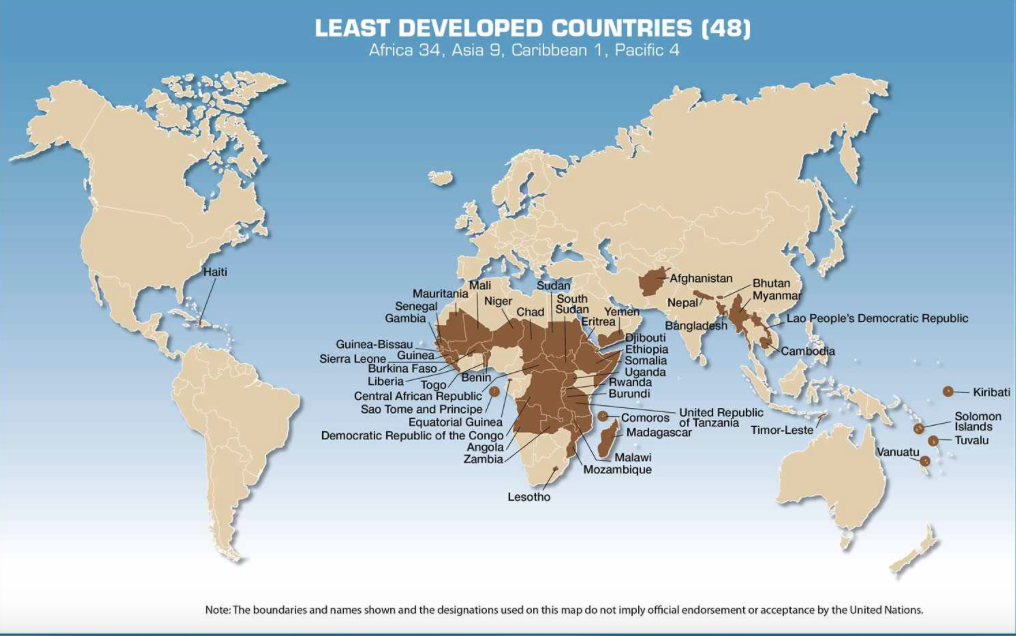 LEAST DEVELOPED COUNTRIES (48)
Africa 34, Asia 9, Caribbean 1, Pacific 4
Haiti
Mauritania
Mali
Niger
Chad
Sudan
South
Sudan
Eritrea
Yemen
Senegal
Gambia
Guinea-Bissau
Guinea
Sierra Leone
Burkina Faso
Liberia
Togo
Benin
Central African Republic
Sao Tome and Principe
Equatorial Guinea
Democratic Republic of the Congo
Angola
Zambia
Lesotho
Djibouti
Ethiopia
Somalia
Uganda
Rwanda
Burundi
United Republic
of Tanzania
Comoros
Madagascar
Malawi
Mozambique
Afghanistan
Nepal
Bhutan
Myanmar
Bangladesh
Lao People's Democratic Republic
Cambodia
Timor-Leste
Kiribati
Solomon
Islands
Tuvalu
Vanuatu
Note: The boundaries and names shown and the designations used on this map do not imply official endorsement or acceptance by the United Nations.